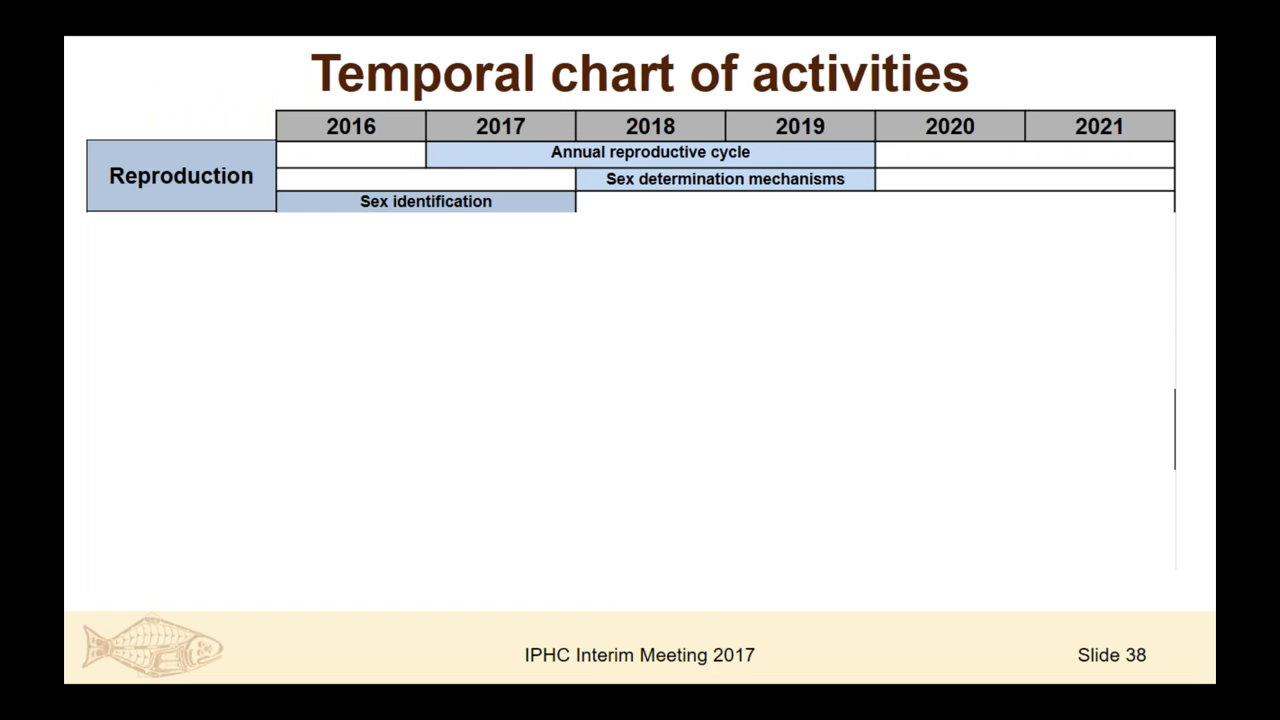 Temporal chart of activities
2016 2017 2018 2019 2020 2021
Reproduction
Annual reproductive cycle
Sex determination mechanisms
Sex identification
IPHC Interim Meeting 2017
Slide 38